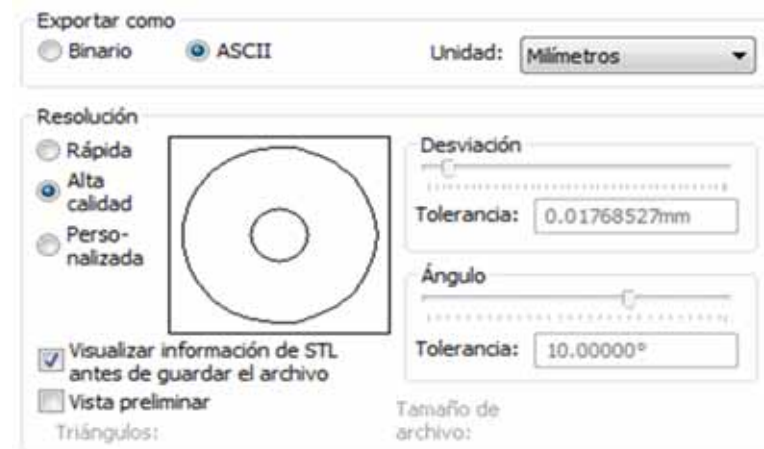 Exportar como
Binario ASCII Unidad: Milímetros
Resolución
Rápida
Alta
calidad
Perso-
nalizada
Desviación
Tolerancia: 0.01768527mm
Ángulo
Tolerancia: 10.00000°
Visualizar información de STL
antes de guardar el archivo
Vista preliminar
Triángulos:
Tamaño de
archivo: